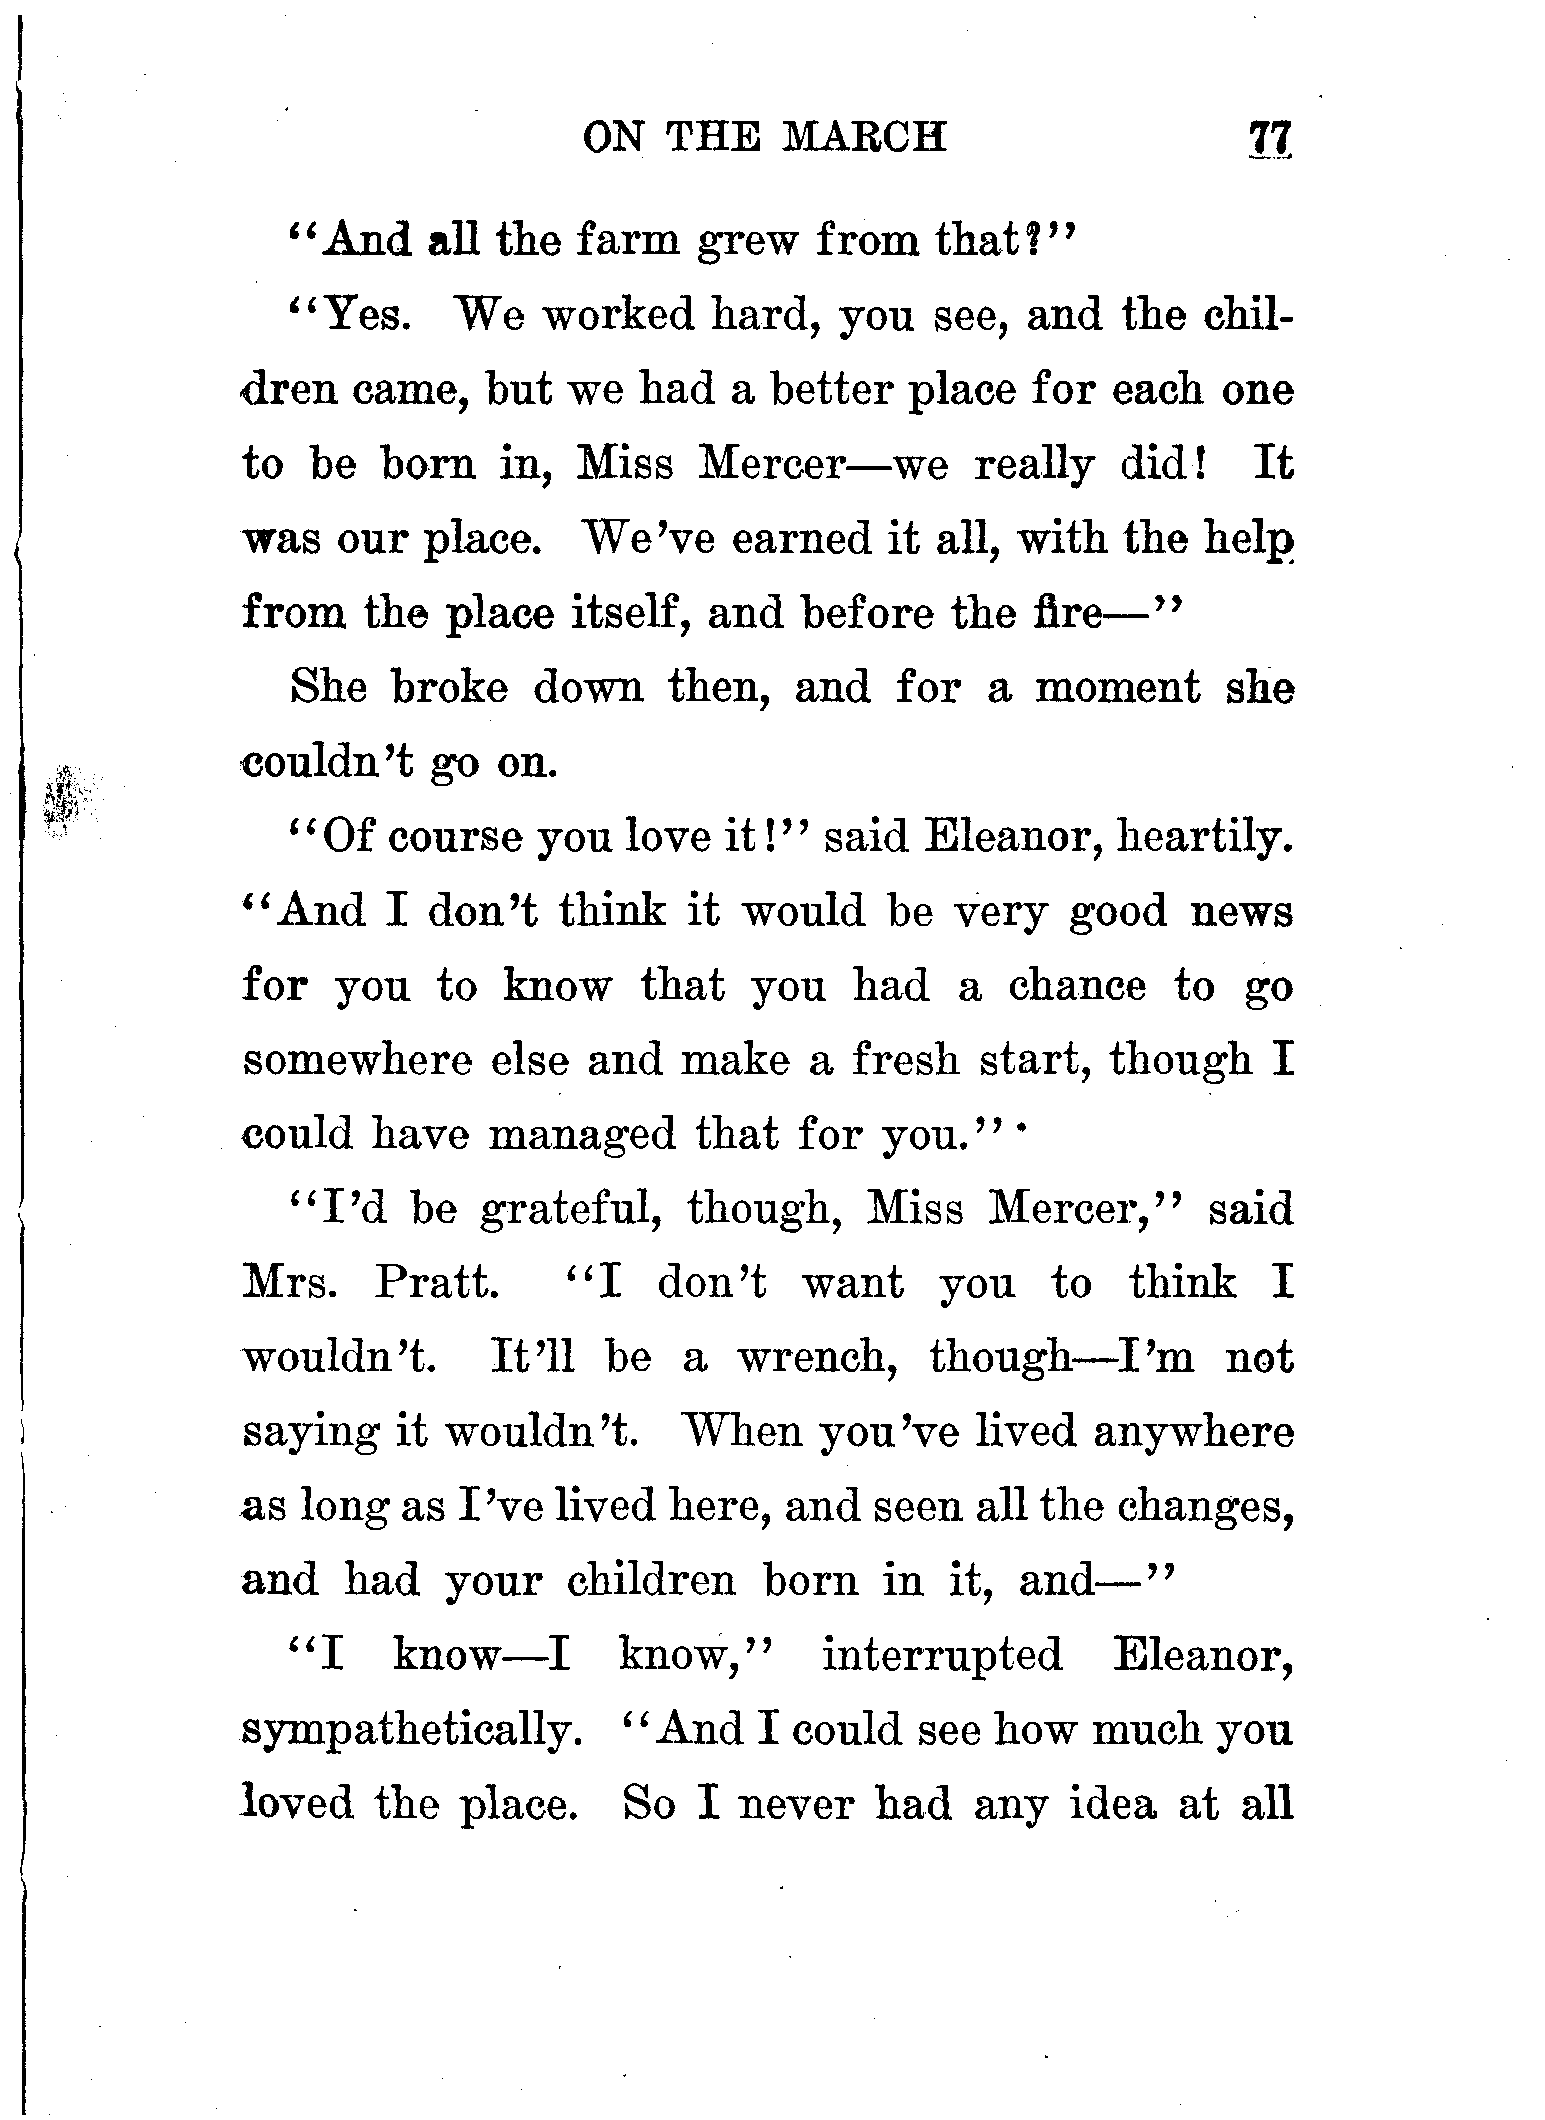 ON THE MARCH 77
"And all the farm grew from that?"
"Yes. We worked hard, you see, and the chil-
dren came, but we had a better place for each one
to be born in, Miss Mercer—we really did! It
was our place. We've earned it all, with the help
from the place itself, and before the fire—"
She broke down then, and for a moment she
couldn't go on.
"Of course you love it!" said Eleanor, heartily.
"And I don't think it would be very good news
for you to know that you had a chance to go
somewhere else and make a fresh start, though I
could have managed that for you."
"I'd be grateful, though, Miss Mercer," said
Mrs. Pratt. "I don't want you to think I
wouldn't. It'll be a wrench, though—I'm not
saying it wouldn't. When you've lived anywhere
as long as I've lived here, and seen all the changes,
and had your children born in it, and—"
"I know—I know," interrupted Eleanor,
sympathetically. "And I could see how much you
loved the place. So I never had any idea at all